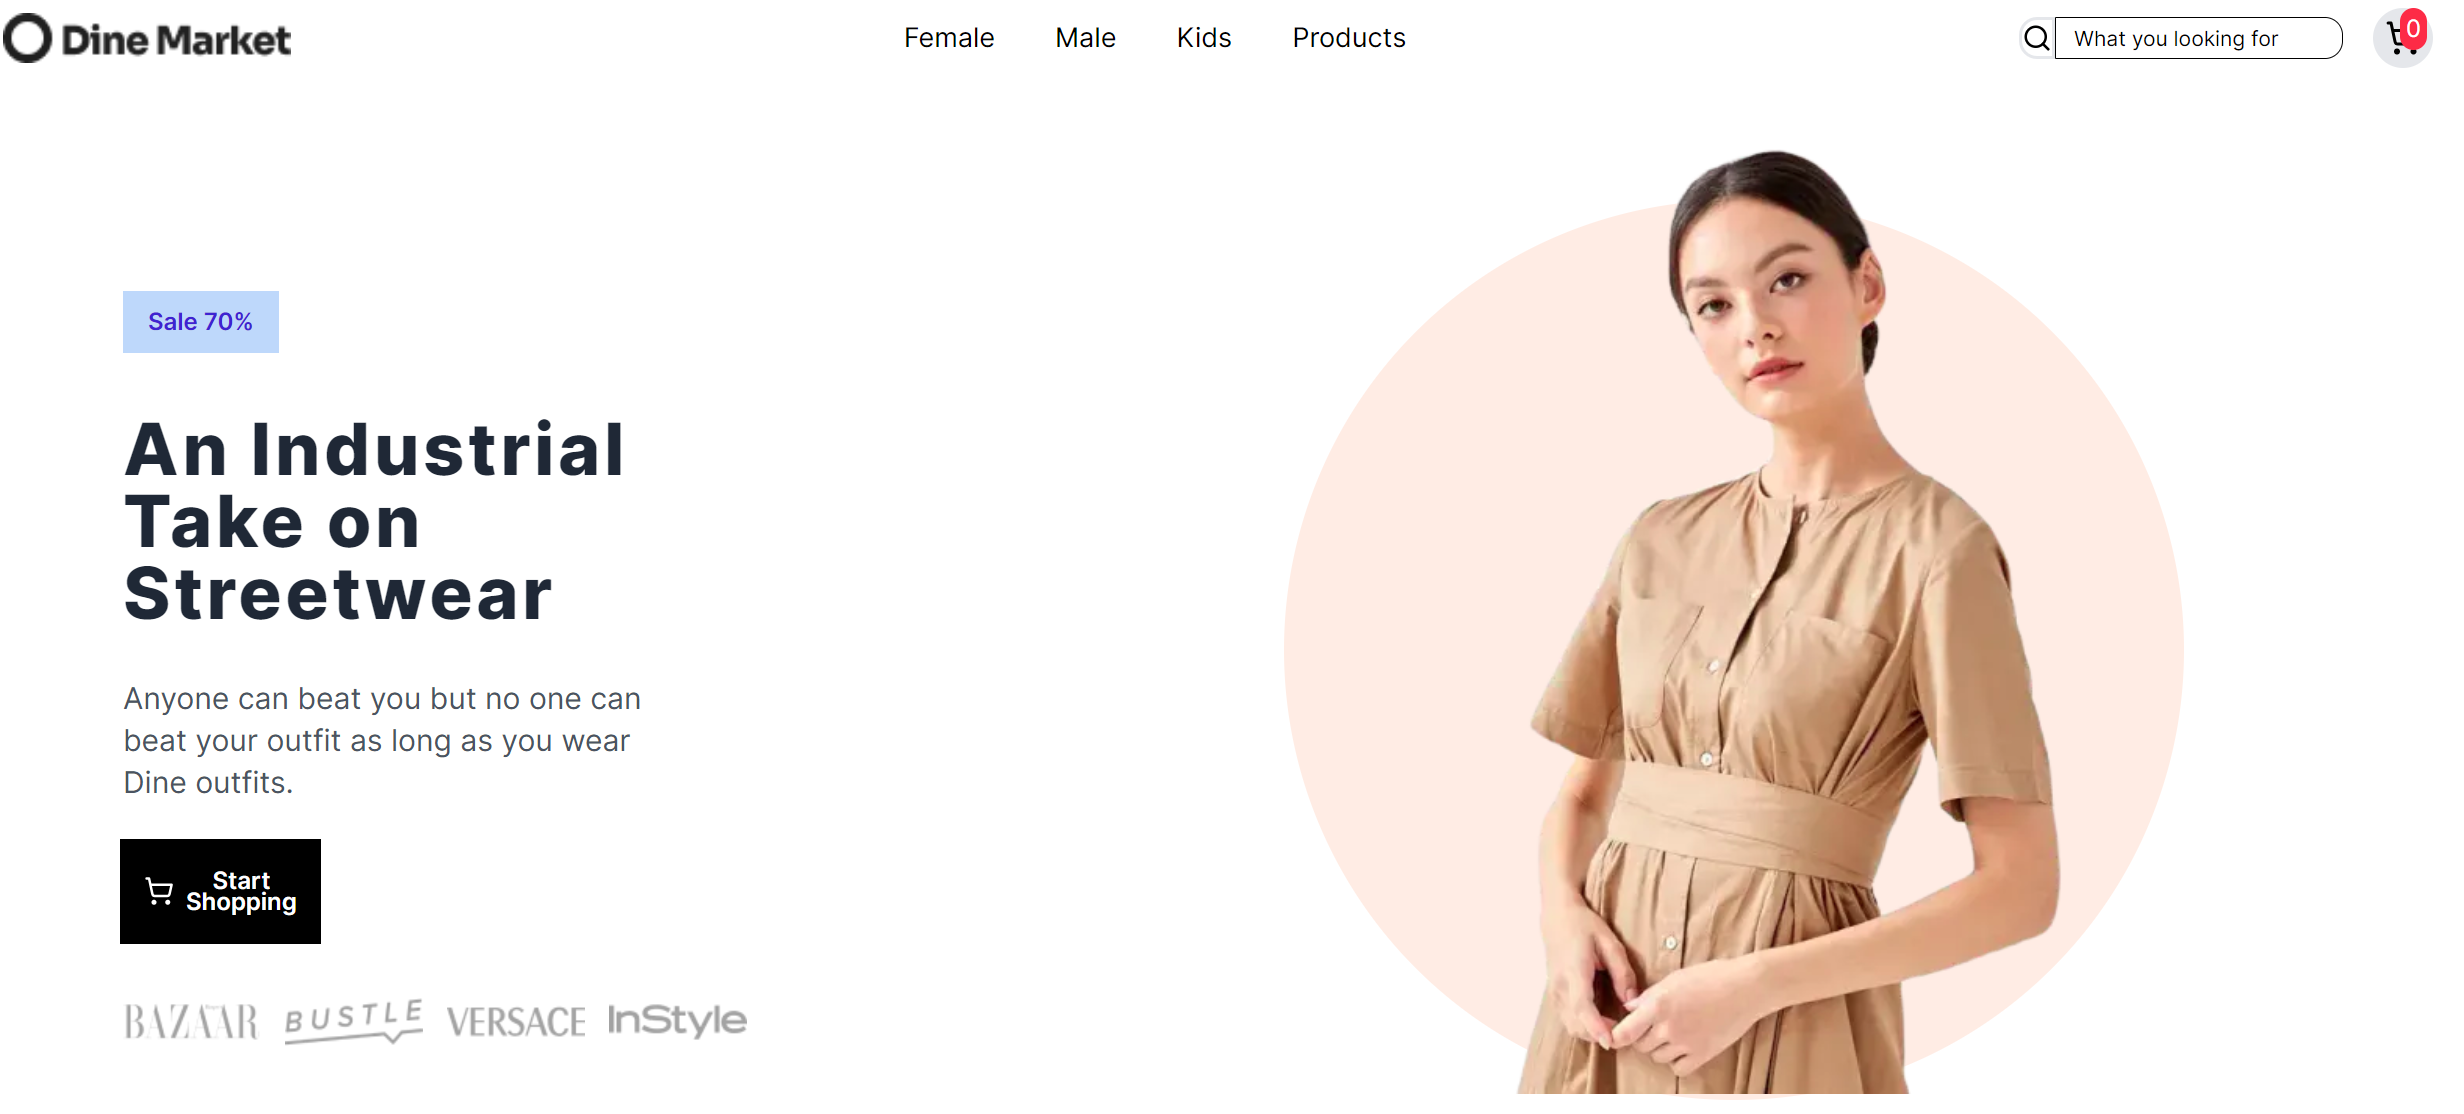 Dine Market
Female
Male
Kids
Products
What you looking for
0
Sale 70%
An Industrial
Take on
Streetwear
Anyone can beat you but no one can
beat your outfit as long as you wear
Dine outfits.
Start
Shopping
BAZAAR
BUSTLE
VERSACE
InStyle